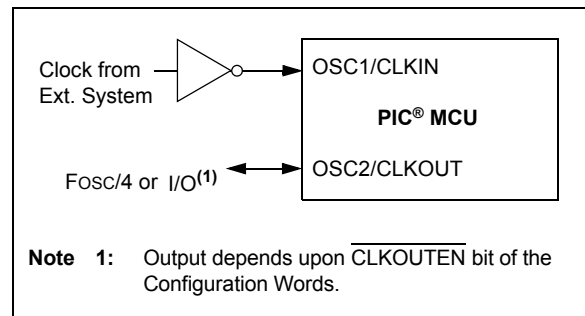 Clock from
Ext. System
OSC1/CLKIN
PIC® MCU
FOSC/4 or I/O(1)
OSC2/CLKOUT
Note 1: Output depends upon CLKOUTEN bit of the
Configuration Words.